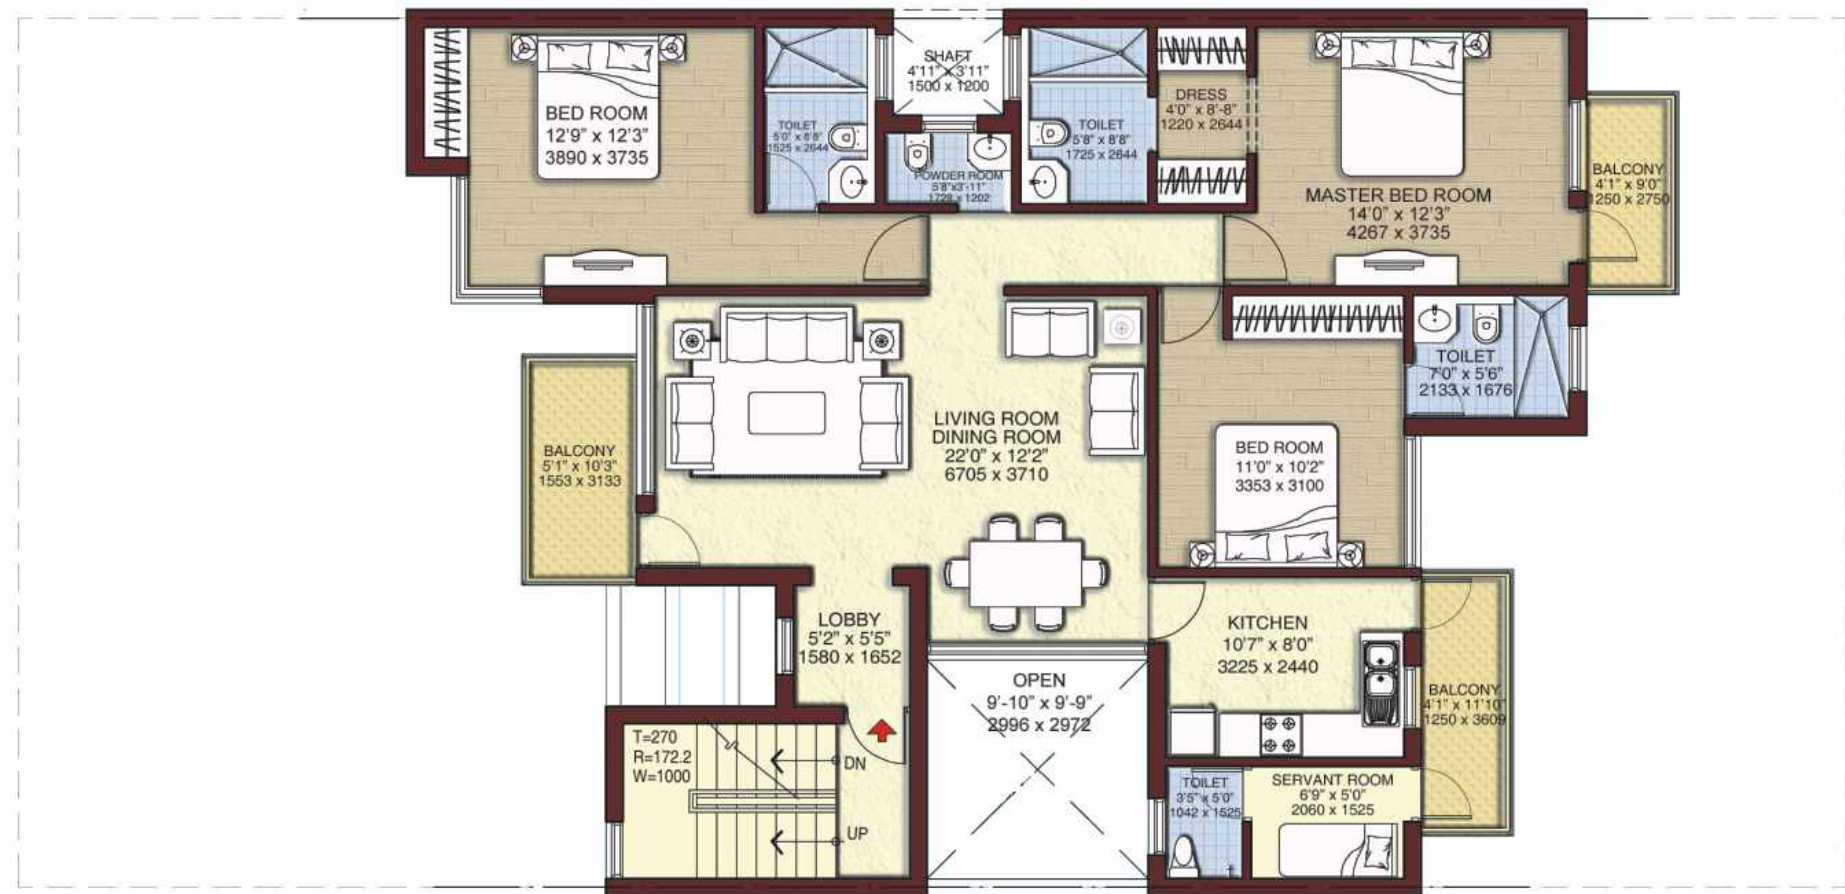 BED ROOM
12'9" x 12'3"
3890 x 3735
TOILET
5'0" x 8'8"
1525 x 2644
SHAFT
4'11" x 3'11"
1500 x 1200
POWDER ROOM
5'8"x3'-11"
1728 x 1202
TOILET
5'8" x 8'8"
1725 x 2644
DRESS
4'0" x 8'-8"
1220 x 2644
MASTER BED ROOM
14'0" x 12'3"
4267 x 3735
BALCONY
4'1" x 9'0"
1250 x 2750
BALCONY
5'1" x 10'3"
1553 x 3133
LIVING ROOM
DINING ROOM
22'0" x 12'2"
6705 x 3710
BED ROOM
11'0" x 10'2"
3353 x 3100
TOILET
7'0" x 5'6"
2133 x 1676
LOBBY
5'2" x 5'5"
1580 x 1652
OPEN
9'-10" x 9'-9"
2996 x 2972
KITCHEN
10'7" x 8'0"
3225 x 2440
BALCONY
4'1" x 11'10"
1250 x 3609
T=270
R=172.2
W=1000
DN
UP
TOILET
3'5" x 5'0"
1042 x 1525
SERVANT ROOM
6'9" x 5'0"
2060 x 1525